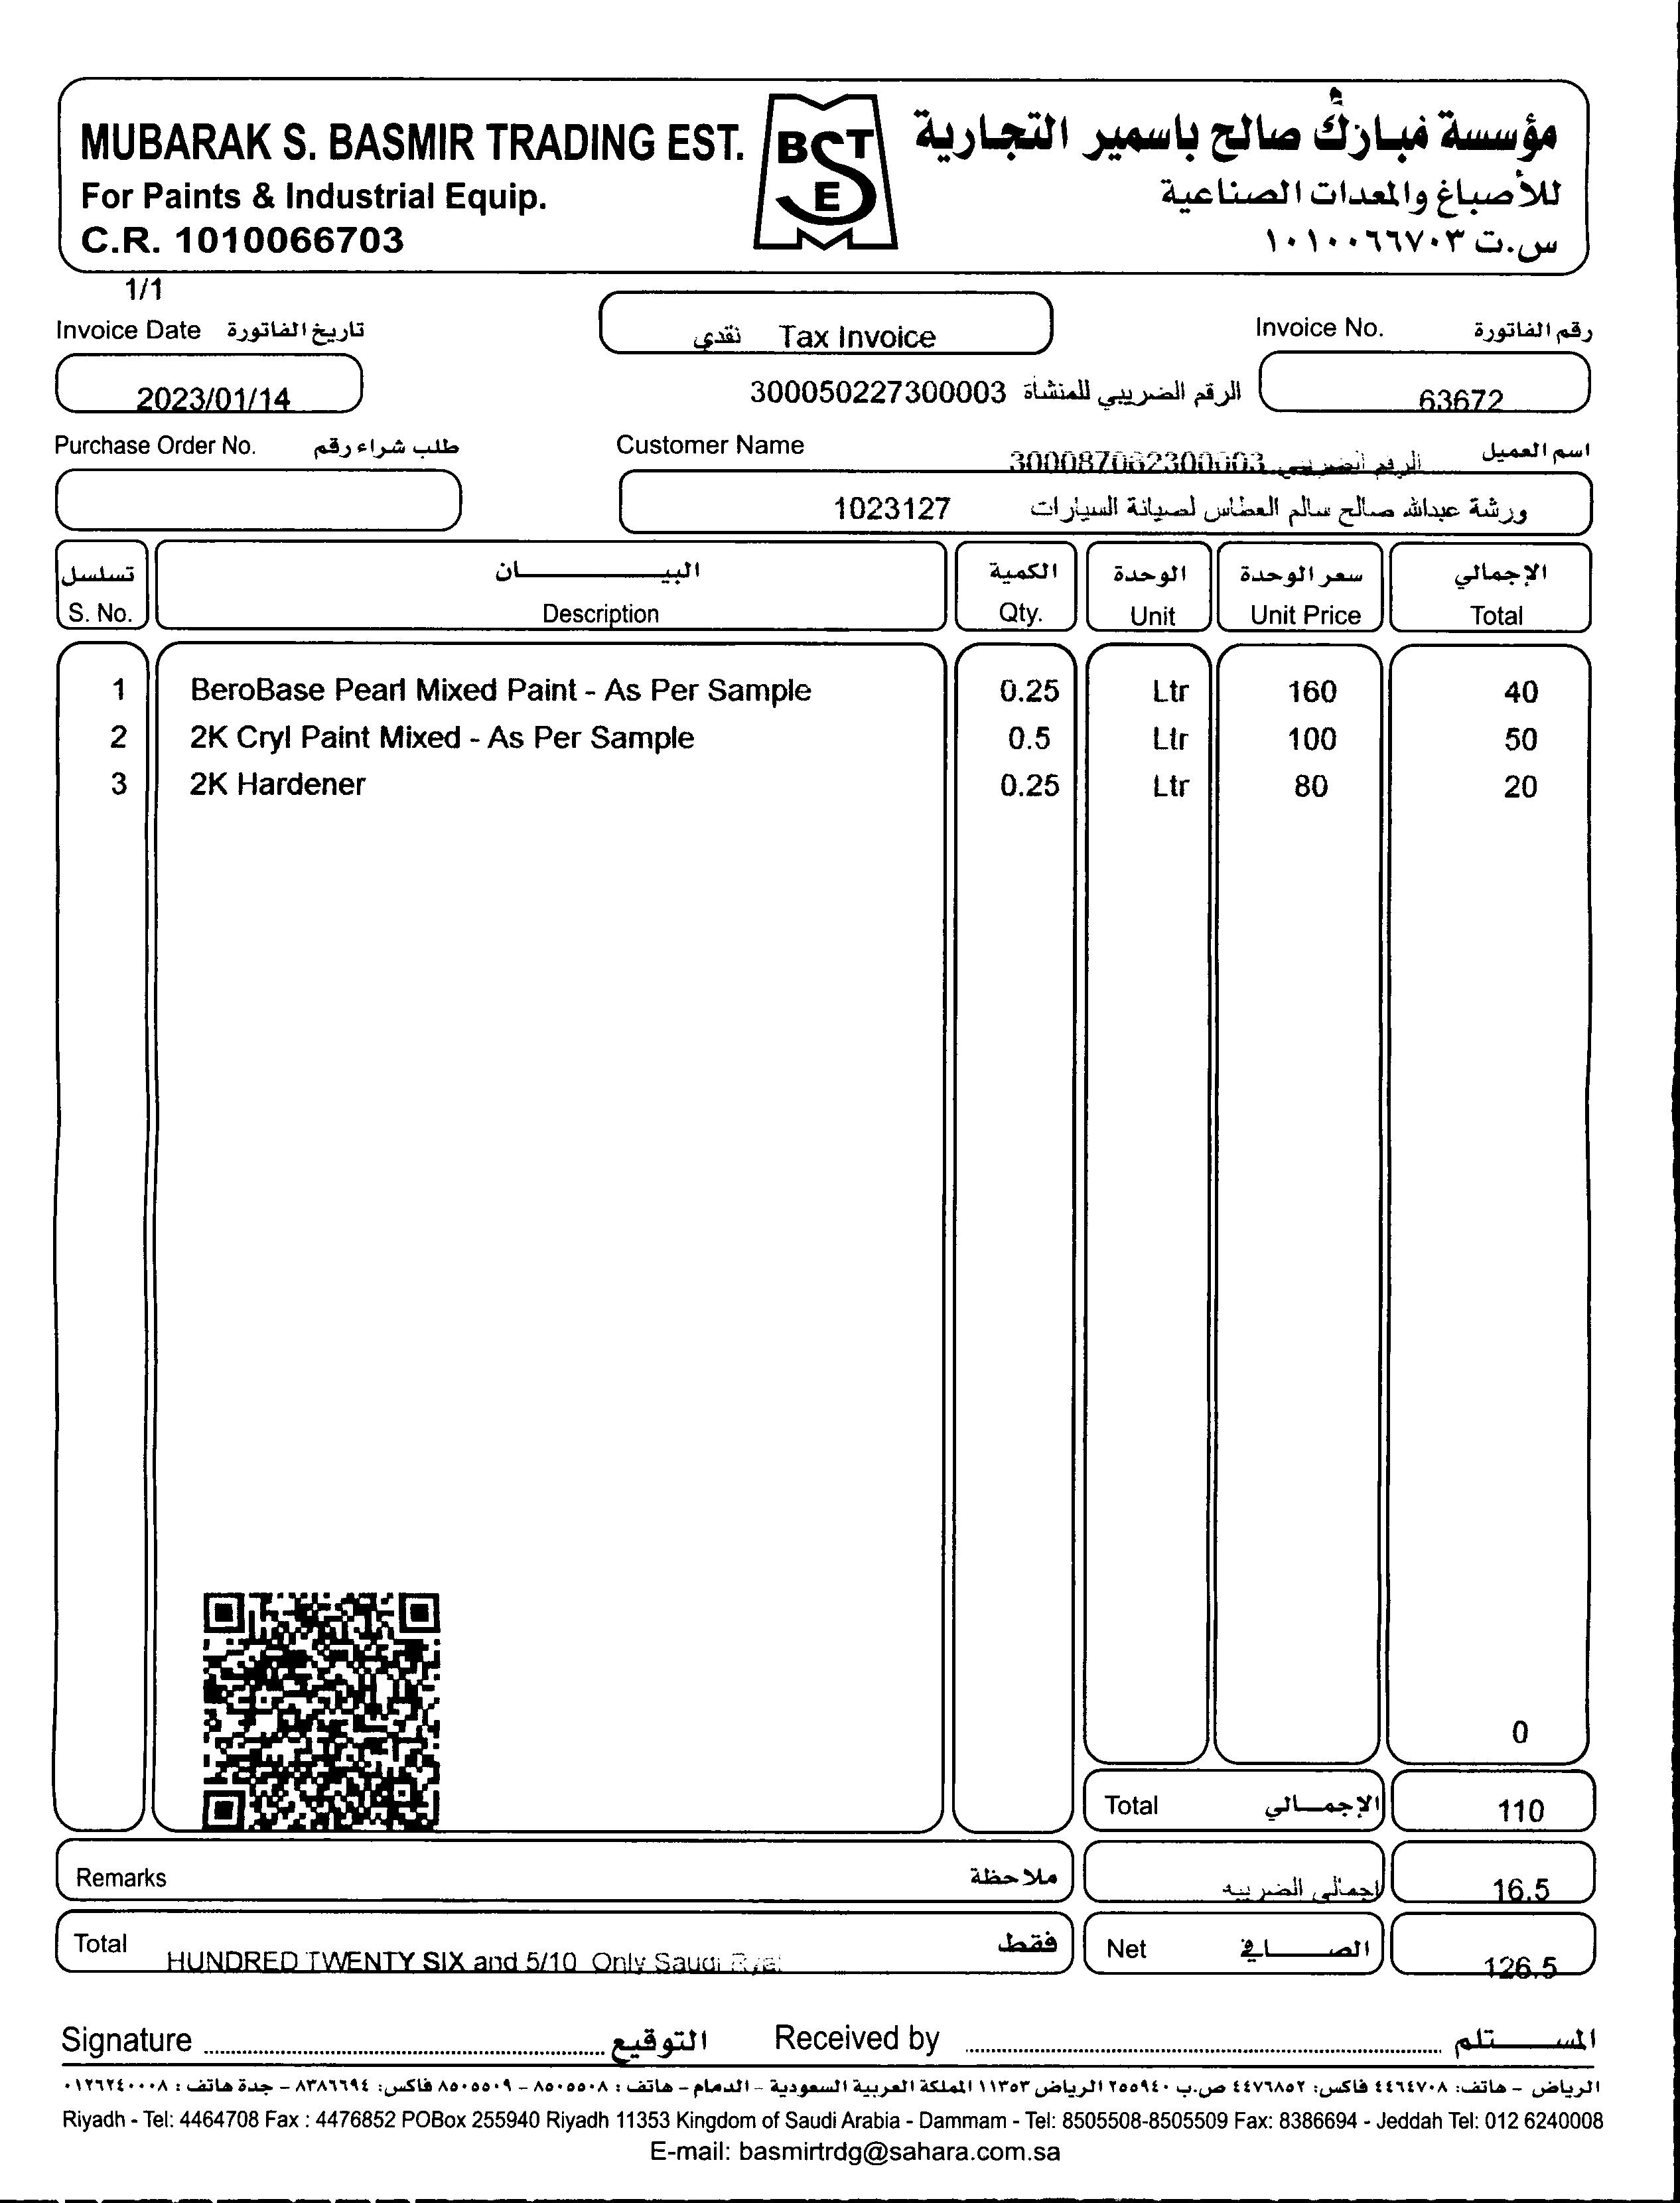 MUBARAK S. BASMIR TRADING EST.
For Paints & Industrial Equip.
C.R. 1010066703
BSTE
مؤسسة مبارك صالح باسمير التجارية
للأصباغ والمعدات الصناعية
س.ت ١٠١٠٠٦٦٧٠٣
1/1
Invoice Date تاريخ الفاتورة
2023/01/14
نقدي Tax Invoice
Invoice No. رقم الفاتورة
63672
الرقم الضريبي للمنشأة 300050227300003
Purchase Order No. طلب شراء رقم
Customer Name اسم العميل
الرقم الضريبي
ورشة عبدالله صالح سالم العطاس لصيانة السيارات 1023127
تسلسل البيـــــان الكمية الوحدة سعر الوحدة الإجمالي
S. No. Description Qty. Unit Unit Price Total
1 BeroBase Pearl Mixed Paint - As Per Sample 0.25 Ltr 160 40
2 2K Cryl Paint Mixed - As Per Sample 0.5 Ltr 100 50
3 2K Hardener 0.25 Ltr 80 20
0
Total الإجمـــالي 110
Remarks ملاحظة
اجمالي الضريبه 16.5
Total HUNDRED TWENTY SIX and 5/10 Only Saudi Ryal فقط
Net الصـــافي 126.5
Signature التوقيع Received by المســـتلم
الرياض - هاتف: ٤٤٦٤٧٠٨ فاكس: ٤٤٧٦٨٥٢ ص.ب ٢٥٥٩٤٠ الرياض ١١٣٥٣ المملكة العربية السعودية - الدمام - هاتف : ٨٥٠٥٥٠٨ - ٨٥٠٥٥٠٩ فاكس: ٨٣٨٦٦٩٤ - جدة هاتف : ٠١٢٦٢٤٠٠٠٨
Riyadh - Tel: 4464708 Fax : 4476852 POBox 255940 Riyadh 11353 Kingdom of Saudi Arabia - Dammam - Tel: 8505508-8505509 Fax: 8386694 - Jeddah Tel: 012 6240008
E-mail: basmirtrdg@sahara.com.sa